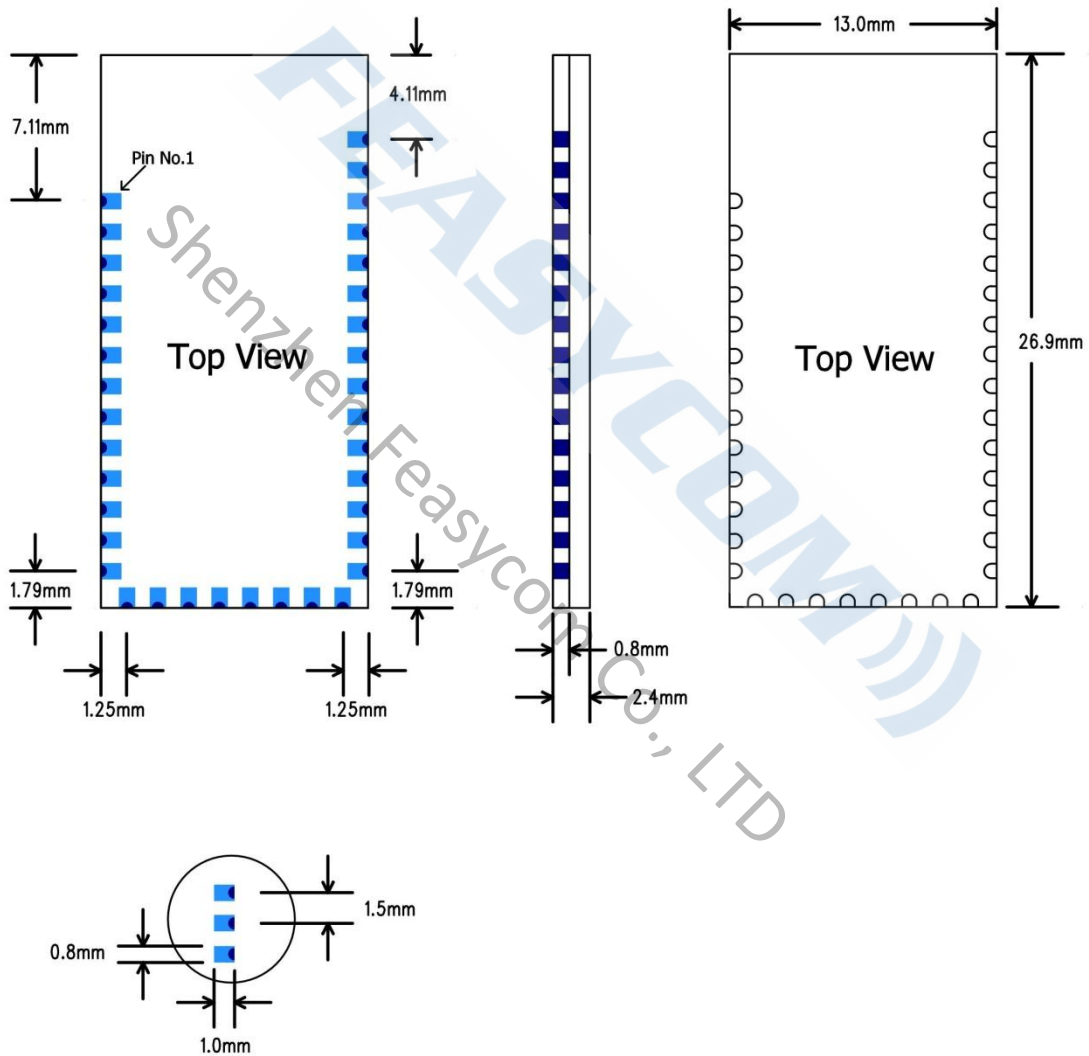 13.0mm
4.11mm
7.11mm
Pin No.1
FEASYCOM
Shenzhen Feasycom Co., LTD
26.9mm
Top View
Top View
1.79mm
1.79mm
0.8mm
2.4mm
1.25mm
1.25mm
1.5mm
0.8mm
1.0mm